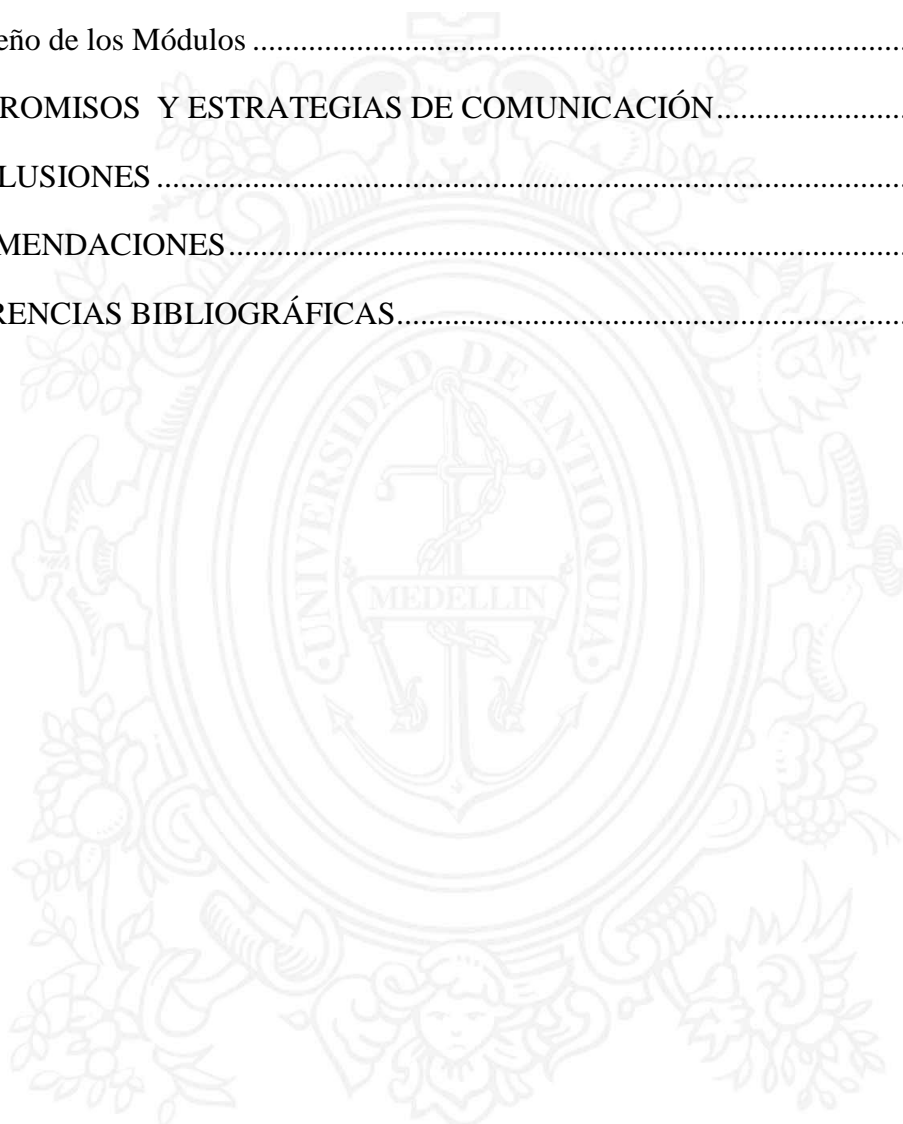 eño de los Módulos ........................................................................
ROMISOS  Y ESTRATEGIAS DE COMUNICACIÓN ......................
LUSIONES ........................................................................................
MENDACIONES ..............................................................................
RENCIAS BIBLIOGRÁFICAS ..........................................................
UNIVERSIDAD DE ANTIOQUIA
MEDELLIN